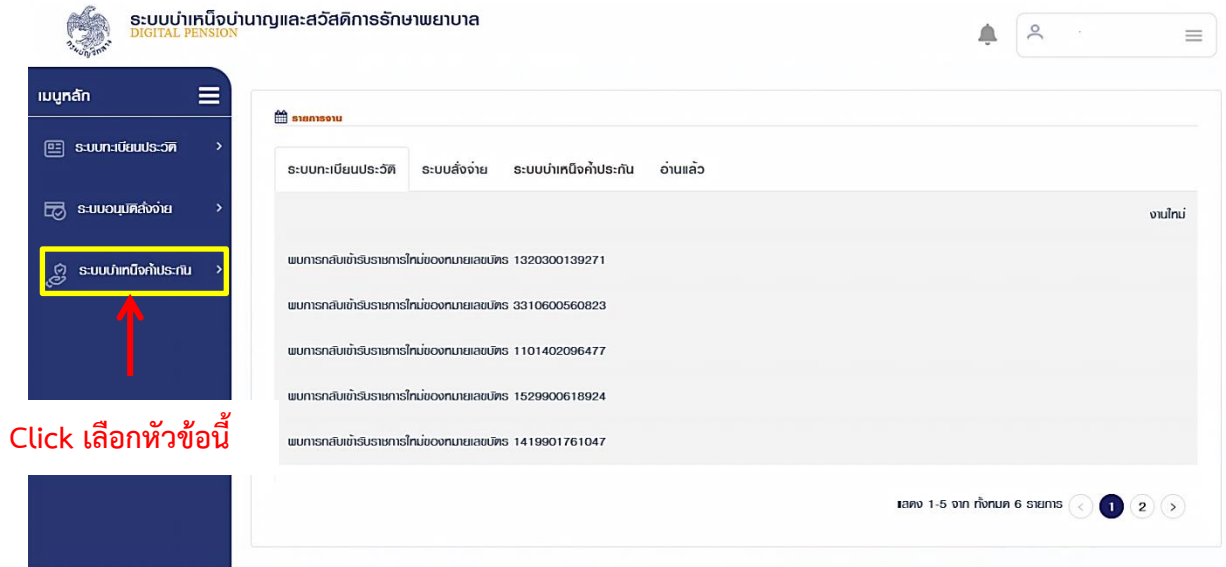 ระบบบำเหน็จบำนาญและสวัสดิการรักษาพยาบาล
DIGITAL PENSION
กรมบัญชีกลาง
เมนูหลัก
ระบบทะเบียนประวัติ
ระบบอนุมัติสั่งจ่าย
ระบบบำเหน็จค้ำประกัน
Click เลือกหัวข้อนี้
รายการงาน
ระบบทะเบียนประวัติ ระบบสั่งจ่าย ระบบบำเหน็จค้ำประกัน อ่านแล้ว
งานใหม่
พบการกลับเข้ารับราชการใหม่ของหมายเลขบัตร 1320300139271
พบการกลับเข้ารับราชการใหม่ของหมายเลขบัตร 3310600560823
พบการกลับเข้ารับราชการใหม่ของหมายเลขบัตร 1101402096477
พบการกลับเข้ารับราชการใหม่ของหมายเลขบัตร 1529900618924
พบการกลับเข้ารับราชการใหม่ของหมายเลขบัตร 1419901761047
แสดง 1-5 จาก ทั้งหมด 6 รายการ < 1 2 >